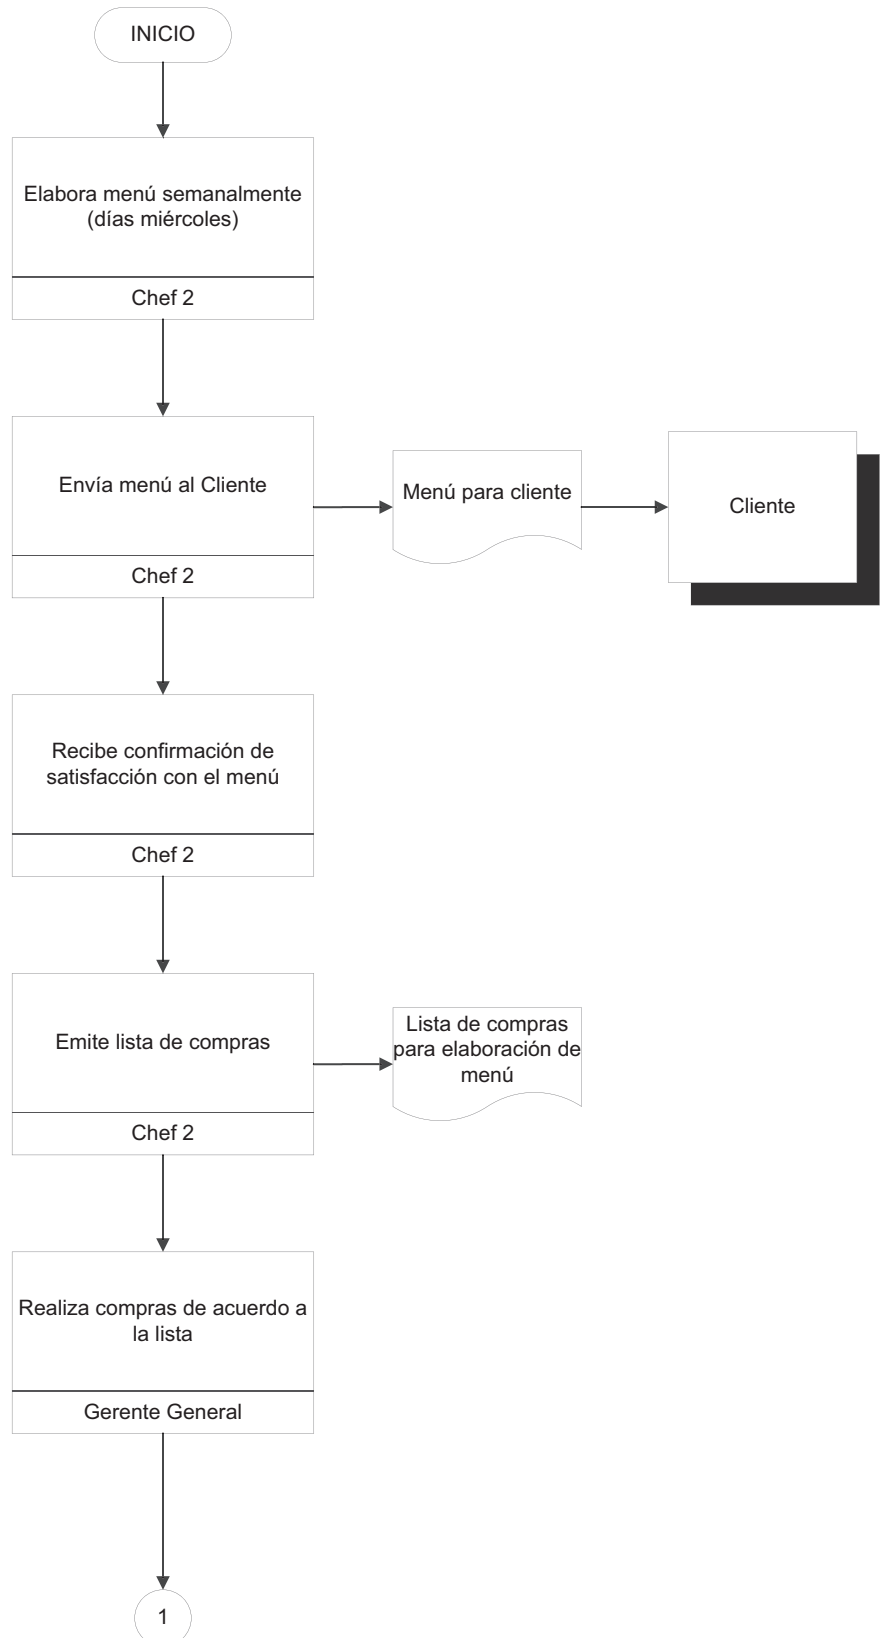 INICIO
Elabora menú semanalmente
(días miércoles)
Chef 2
Envía menú al Cliente
Chef 2
Menú para cliente
Cliente
Recibe confirmación de
satisfacción con el menú
Chef 2
Emite lista de compras
Chef 2
Lista de compras
para elaboración de
menú
Realiza compras de acuerdo a
la lista
Gerente General
1